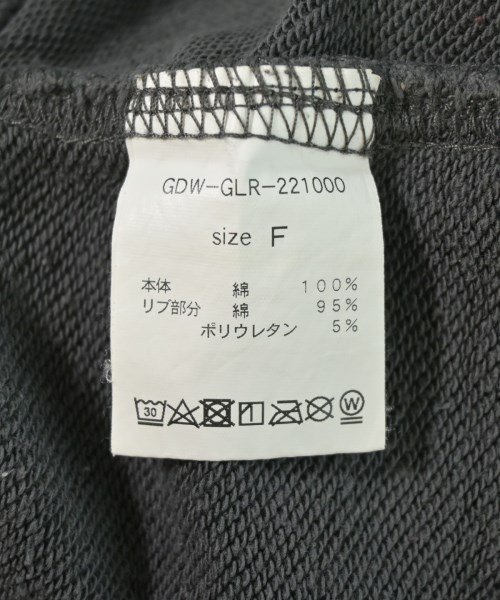 GDW-GLR-221000
size F
本体 綿 100%
リブ部分 綿 95%
ポリウレタン 5%
30 W